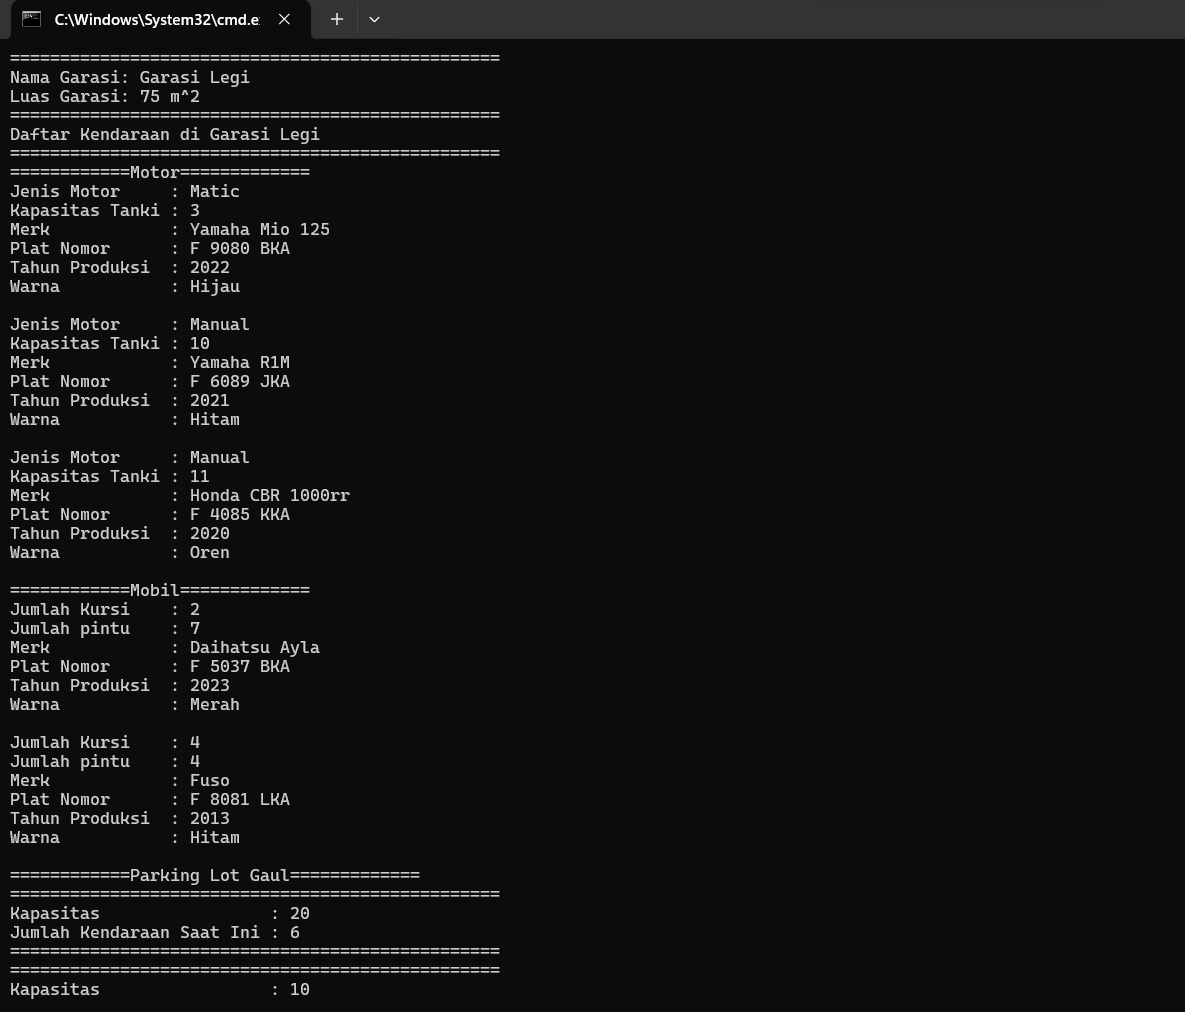 C:\Windows\System32\cmd.e
=================================================
Nama Garasi: Garasi Legi
Luas Garasi: 75 m^2
=================================================
Daftar Kendaraan di Garasi Legi
=================================================
============Motor=============
Jenis Motor     : Matic
Kapasitas Tanki : 3
Merk            : Yamaha Mio 125
Plat Nomor      : F 9080 BKA
Tahun Produksi  : 2022
Warna           : Hijau
Jenis Motor     : Manual
Kapasitas Tanki : 10
Merk            : Yamaha R1M
Plat Nomor      : F 6089 JKA
Tahun Produksi  : 2021
Warna           : Hitam
Jenis Motor     : Manual
Kapasitas Tanki : 11
Merk            : Honda CBR 1000rr
Plat Nomor      : F 4085 KKA
Tahun Produksi  : 2020
Warna           : Oren
============Mobil=============
Jumlah Kursi    : 2
Jumlah pintu    : 7
Merk            : Daihatsu Ayla
Plat Nomor      : F 5037 BKA
Tahun Produksi  : 2023
Warna           : Merah
Jumlah Kursi    : 4
Jumlah pintu    : 4
Merk            : Fuso
Plat Nomor      : F 8081 LKA
Tahun Produksi  : 2013
Warna           : Hitam
============Parking Lot Gaul=============
=================================================
Kapasitas                 : 20
Jumlah Kendaraan Saat Ini : 6
=================================================
=================================================
Kapasitas                 : 10